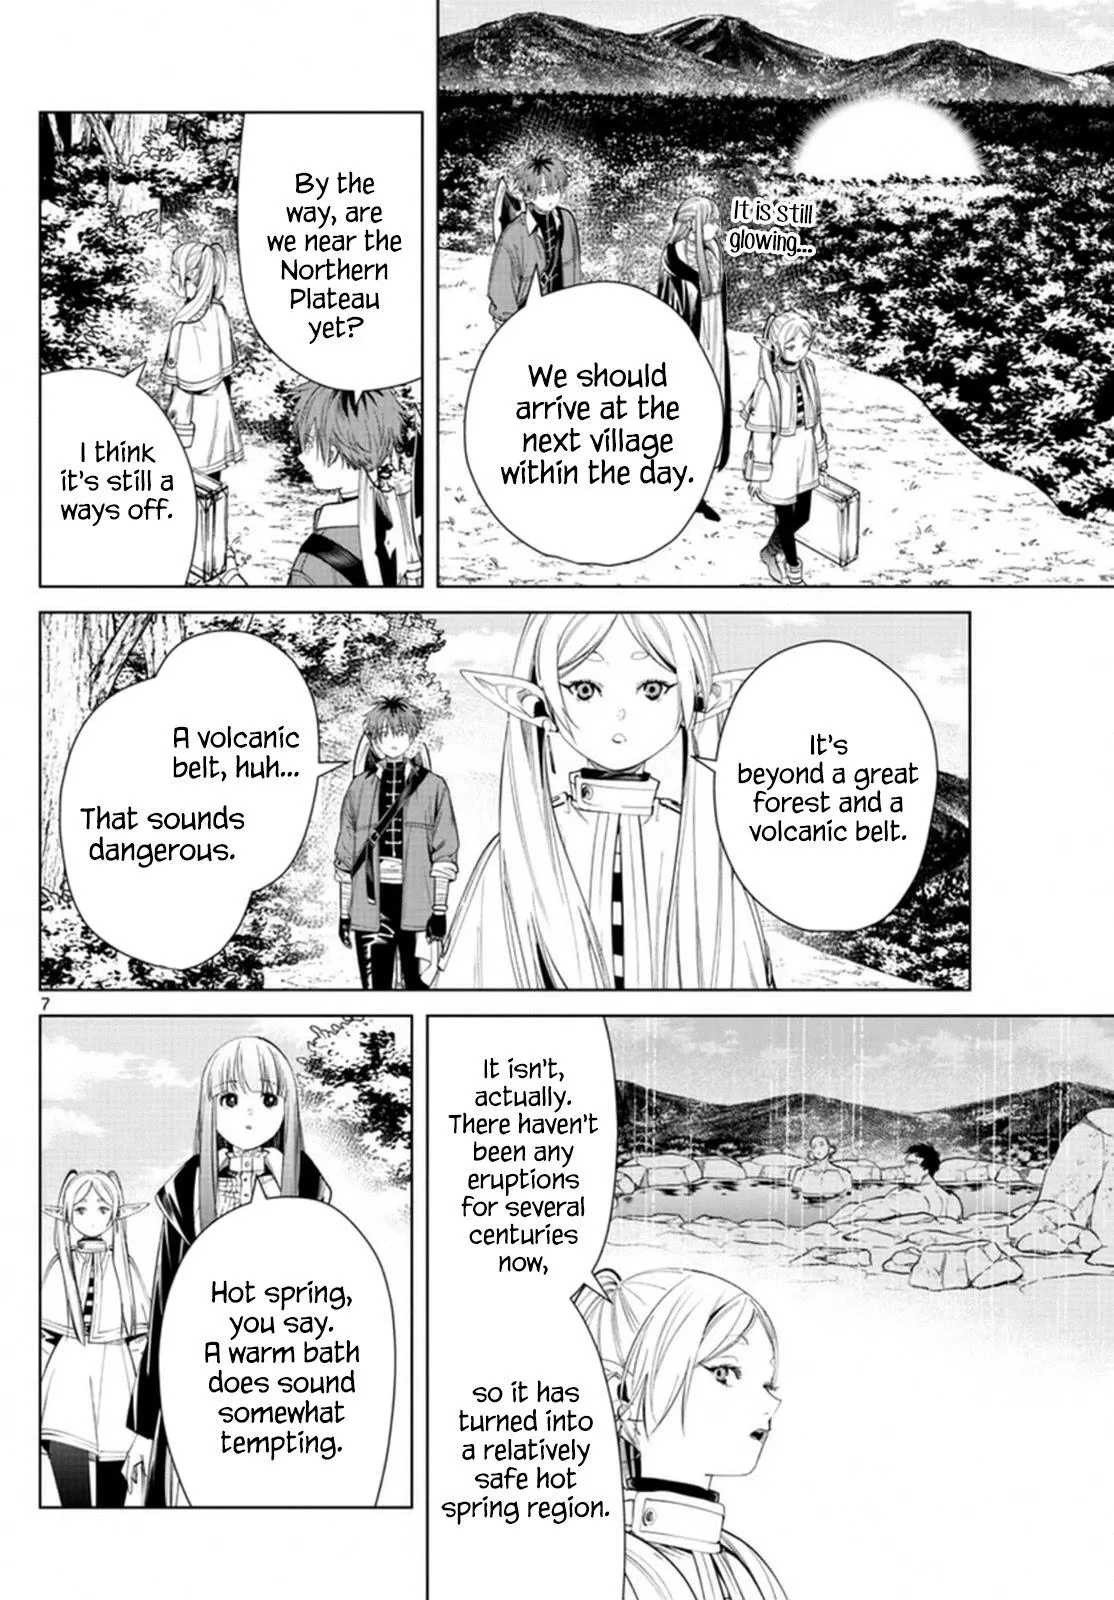 It is still
glowing...
We should
arrive at the
next village
within the day.
By the
way, are
we near the
Northern
Plateau
yet?
I think
it's still a
ways off.
It's
beyond a great
forest and a
volcanic belt.
A volcanic
belt, huh...
That sounds
dangerous.
7
It isn't,
actually.
There haven't
been any
eruptions
for several
centuries
now,
so it has
turned into
a relatively
safe hot
spring region.
Hot spring,
you say.
A warm bath
does sound
somewhat
tempting.